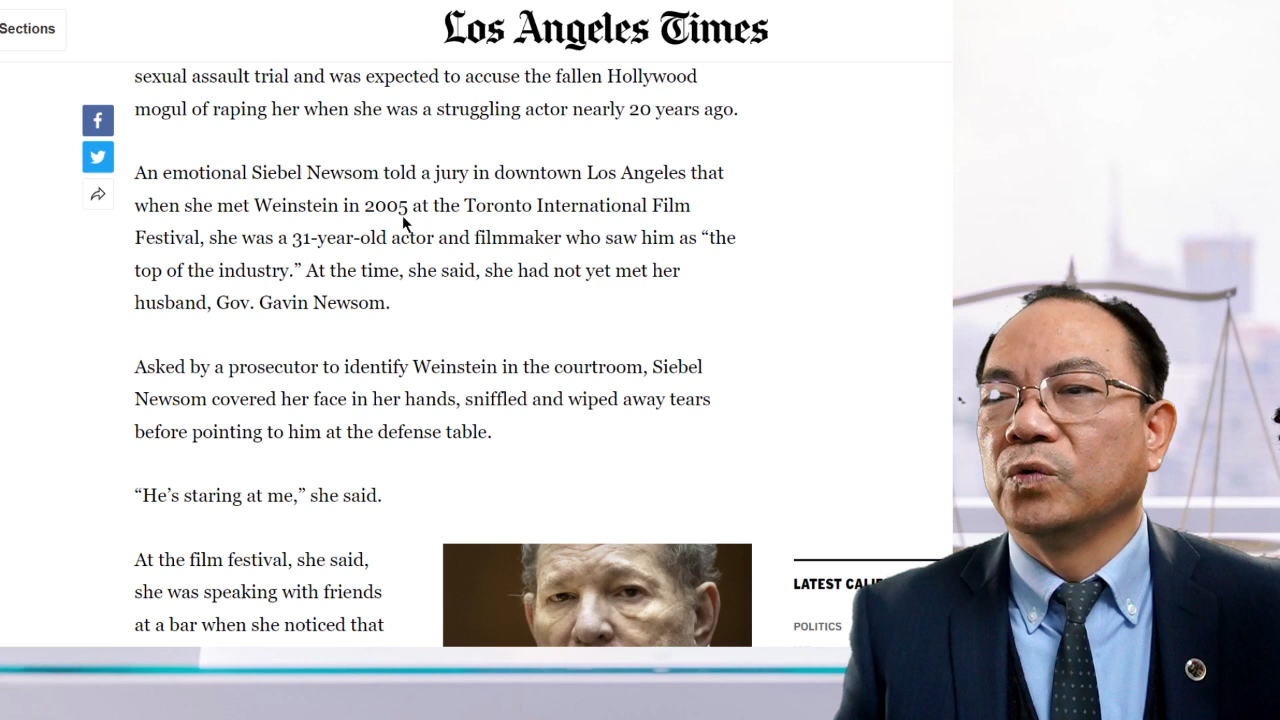 Sections
Los Angeles Times
sexual assault trial and was expected to accuse the fallen Hollywood
mogul of raping her when she was a struggling actor nearly 20 years ago.
An emotional Siebel Newsom told a jury in downtown Los Angeles that
when she met Weinstein in 2005 at the Toronto International Film
Festival, she was a 31-year-old actor and filmmaker who saw him as “the
top of the industry.” At the time, she said, she had not yet met her
husband, Gov. Gavin Newsom.
Asked by a prosecutor to identify Weinstein in the courtroom, Siebel
Newsom covered her face in her hands, sniffled and wiped away tears
before pointing to him at the defense table.
“He’s staring at me,” she said.
At the film festival, she said,
she was speaking with friends
at a bar when she noticed that
LATEST CALIF
POLITICS